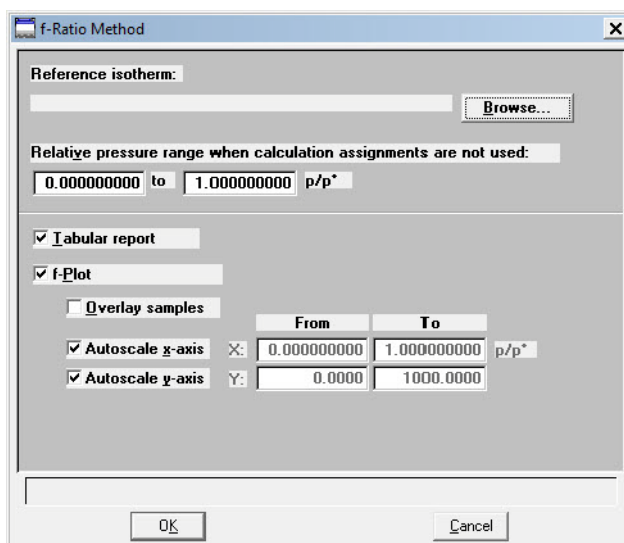 f-Ratio Method
Reference isotherm:
Browse...
Relative pressure range when calculation assignments are not used:
0.000000000 to 1.000000000 p/p°
Tabular report
f-Plot
Overlay samples
From To
Autoscale x-axis X: 0.000000000 1.000000000 p/p°
Autoscale y-axis Y: 0.0000 1000.0000
OK Cancel